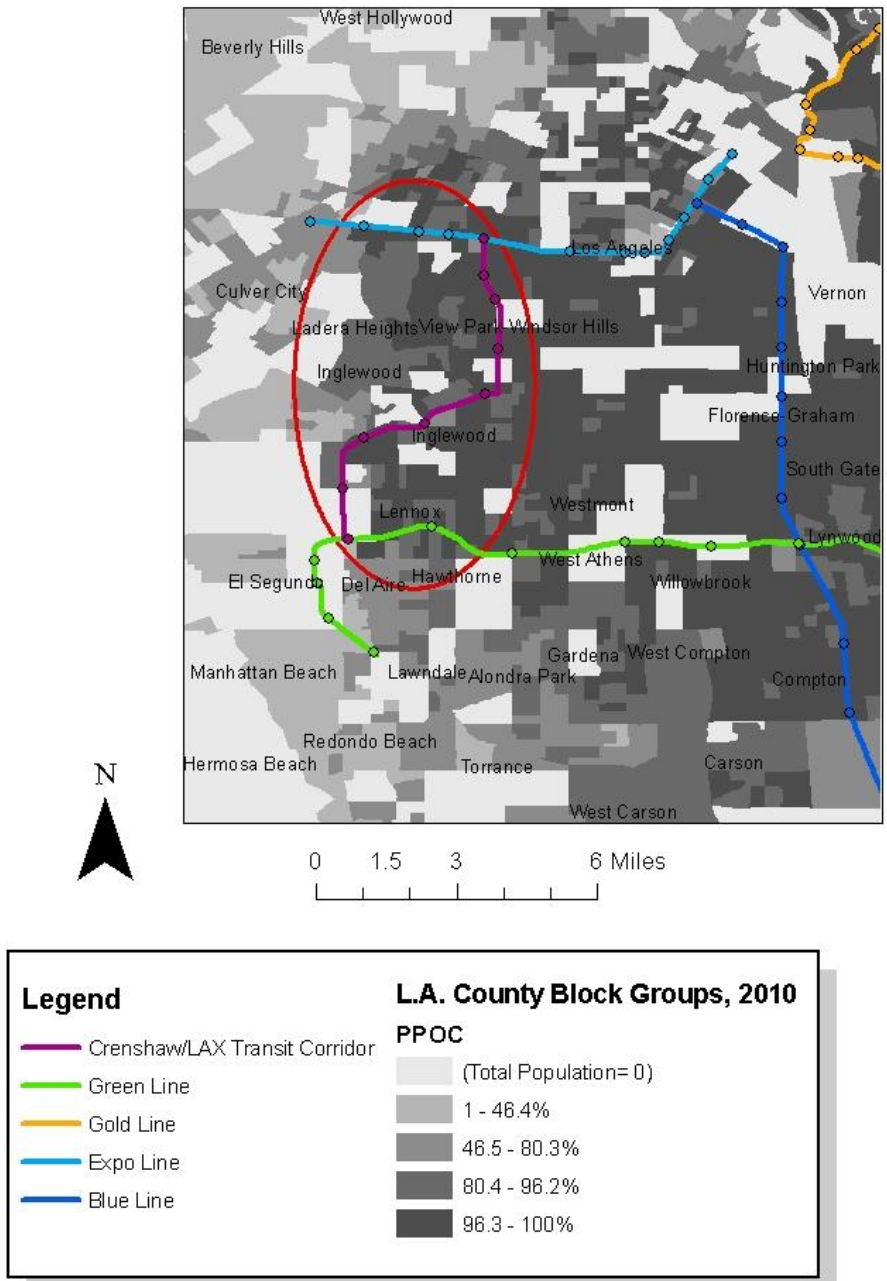 West Hollywood
Beverly Hills
Los Angeles
Culver City
Vernon
Ladera Heights View Park-Windsor Hills
Inglewood
Huntington Park
Florence-Graham
Inglewood
South Gate
Westmont
Lennox
Lynwood
West Athens
El Segundo Del Aire Hawthorne Willowbrook
Gardena West Compton
Manhattan Beach Lawndale Alondra Park Compton
Redondo Beach
Hermosa Beach Torrance Carson
West Carson
N
0 1.5 3 6 Miles
Legend
Crenshaw/LAX Transit Corridor
Green Line
Gold Line
Expo Line
Blue Line
L.A. County Block Groups, 2010
PPOC
(Total Population= 0)
1 - 46.4%
46.5 - 80.3%
80.4 - 96.2%
96.3 - 100%